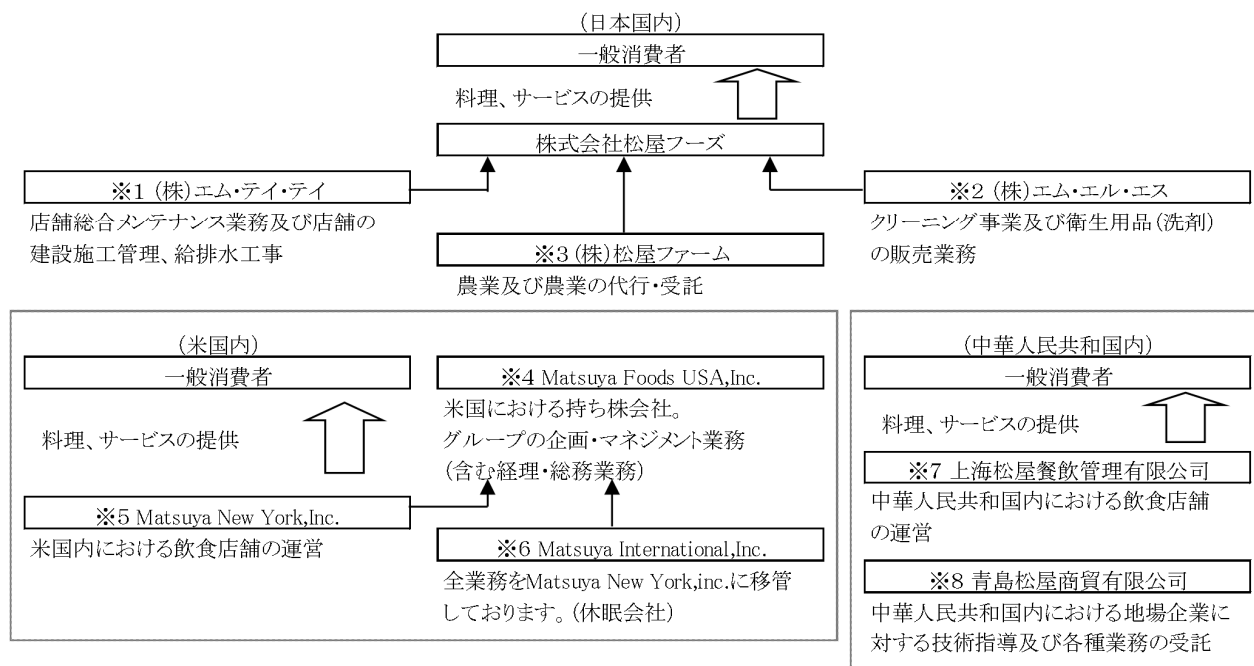 (日本国内)
一般消費者
料理、サービスの提供
株式会社松屋フーズ
※1 (株)エム・テイ・テイ
店舗総合メンテナンス業務及び店舗の
建設施工管理、給排水工事
※2 (株)エム・エル・エス
クリーニング事業及び衛生用品(洗剤)
の販売業務
※3 (株)松屋ファーム
農業及び農業の代行・受託
(米国内)
一般消費者
料理、サービスの提供
※4 Matsuya Foods USA,Inc.
米国における持ち株会社。
グループの企画・マネジメント業務
(含む経理・総務業務)
※5 Matsuya New York,Inc.
米国内における飲食店舗の運営
※6 Matsuya International,Inc.
全業務をMatsuya New York,inc.に移管
しております。(休眠会社)
(中華人民共和国内)
一般消費者
料理、サービスの提供
※7 上海松屋餐飲管理有限公司
中華人民共和国内における飲食店舗
の運営
※8 青島松屋商貿有限公司
中華人民共和国内における地場企業に
対する技術指導及び各種業務の受託